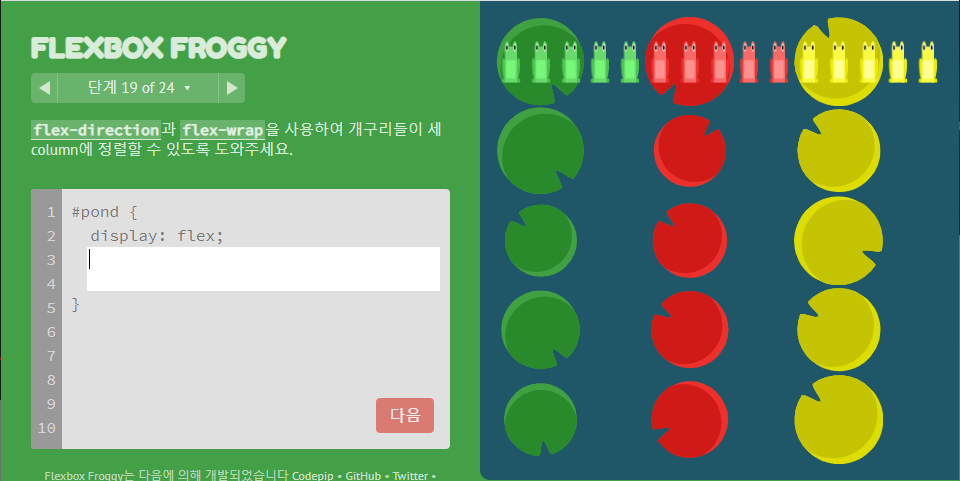 FLEXBOX FROGGY
◀ 단계 19 of 24 ▾ ▶
flex-direction과 flex-wrap을 사용하여 개구리들이 세
column에 정렬할 수 있도록 도와주세요.
1 #pond {
2 display: flex;
3
4
5 }
6
7
8
9
10
다음
Flexbox Froggy는 다음에 의해 개발되었습니다 Codepip • GitHub • Twitter •